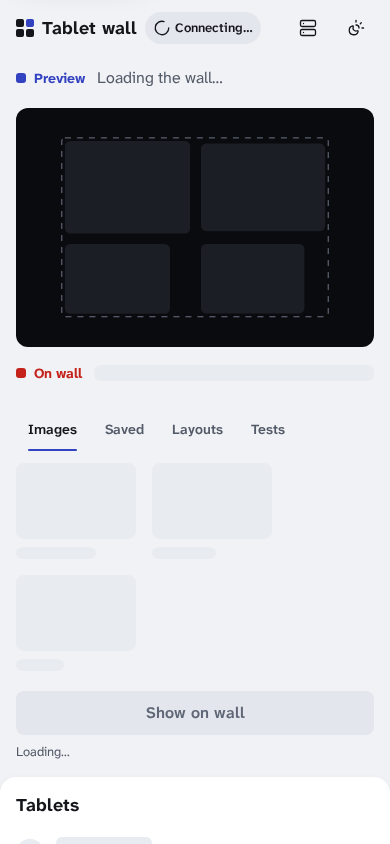 Tablet wall
Connecting...
Preview Loading the wall...
On wall
Images Saved Layouts Tests
Show on wall
Loading...
Tablets